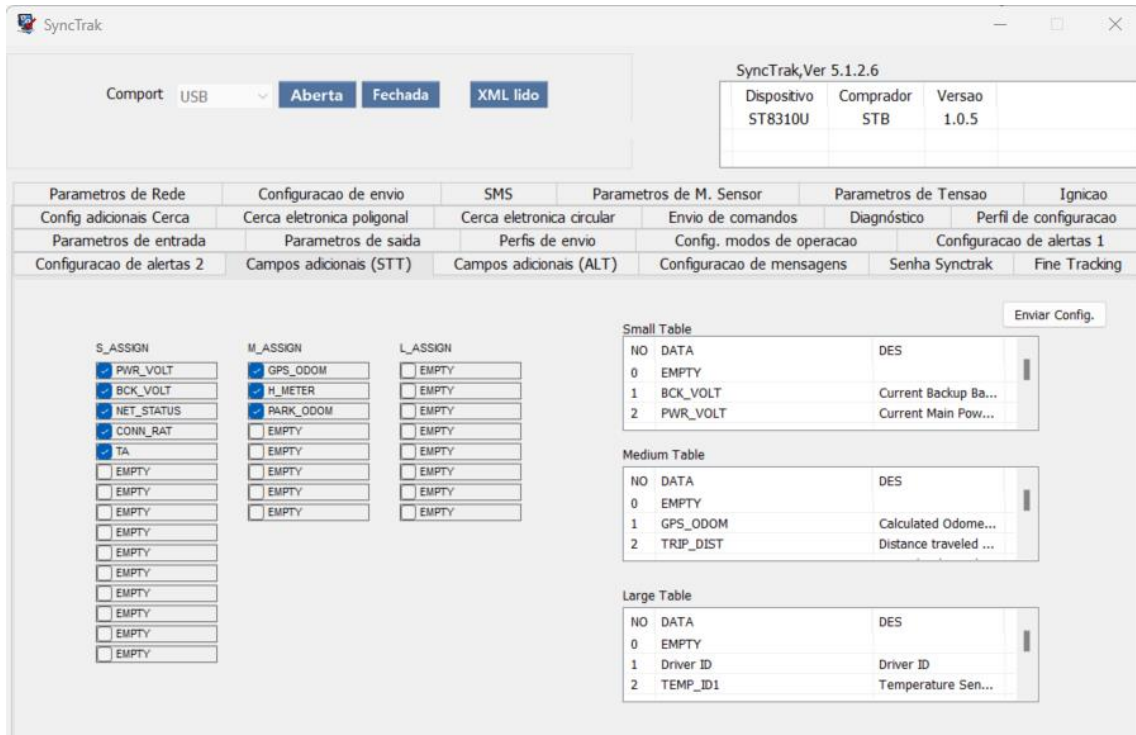 SyncTrak
Comport USB Aberta Fechada XML lido
SyncTrak,Ver 5.1.2.6
Dispositivo Comprador Versao
ST8310U STB 1.0.5
Parametros de Rede Configuracao de envio SMS Parametros de M. Sensor Parametros de Tensao Ignicao
Config adicionais Cerca Cerca eletronica poligonal Cerca eletronica circular Envio de comandos Diagnóstico Perfil de configuracao
Parametros de entrada Parametros de saida Perfis de envio Config. modos de operacao Configuracao de alertas 1
Configuracao de alertas 2 Campos adicionais (STT) Campos adicionais (ALT) Configuracao de mensagens Senha Synctrak Fine Tracking
Enviar Config.
S_ASSIGN
PWR_VOLT
BCK_VOLT
NET_STATUS
CONN_RAT
TA
EMPTY
EMPTY
EMPTY
EMPTY
EMPTY
EMPTY
EMPTY
EMPTY
EMPTY
EMPTY
M_ASSIGN
GPS_ODOM
H_METER
PARK_ODOM
EMPTY
EMPTY
EMPTY
EMPTY
EMPTY
L_ASSIGN
EMPTY
EMPTY
EMPTY
EMPTY
EMPTY
EMPTY
EMPTY
EMPTY
Small Table
NO DATA DES
0 EMPTY
1 BCK_VOLT Current Backup Ba...
2 PWR_VOLT Current Main Pow...
Medium Table
NO DATA DES
0 EMPTY
1 GPS_ODOM Calculated Odome...
2 TRIP_DIST Distance traveled ...
Large Table
NO DATA DES
0 EMPTY
1 Driver ID Driver ID
2 TEMP_ID1 Temperature Sen...